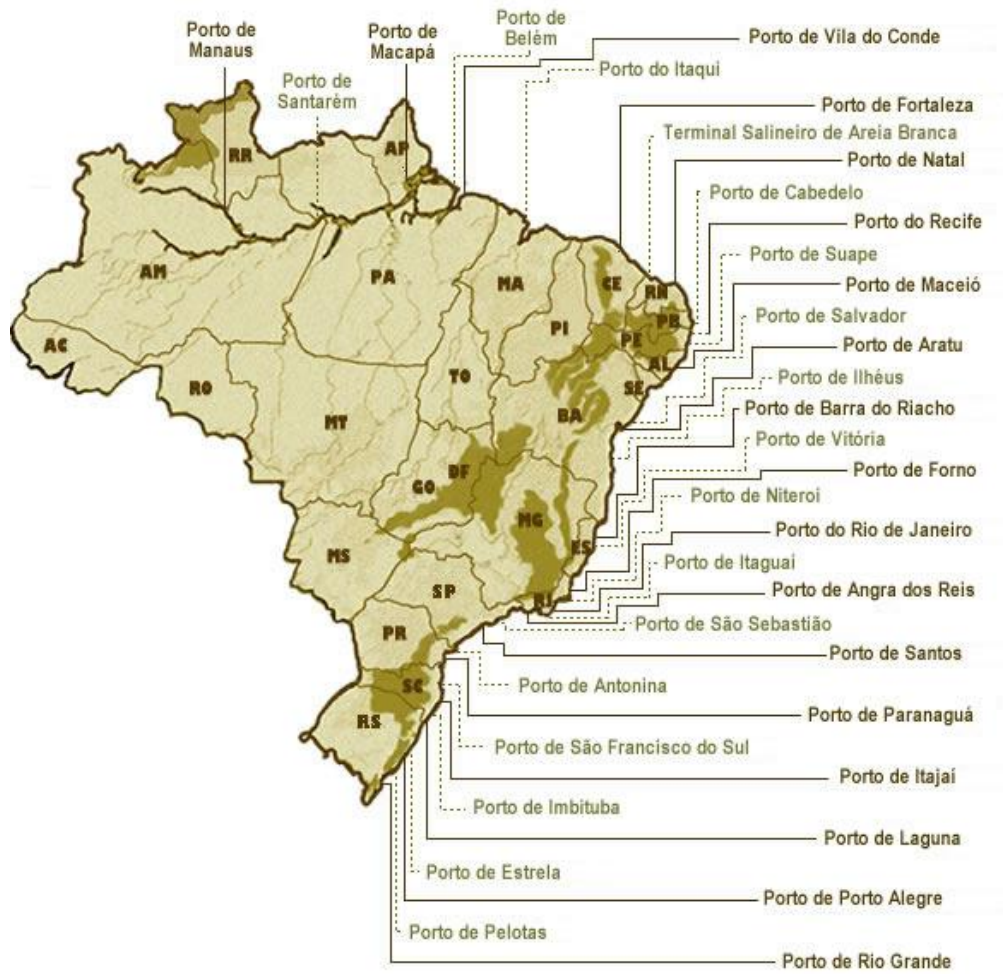 Porto de
Manaus
Porto de
Santarém
Porto de
Macapá
Porto de
Belém
Porto de Vila do Conde
Porto do Itaqui
Porto de Fortaleza
Terminal Salineiro de Areia Branca
Porto de Natal
Porto de Cabedelo
Porto do Recife
Porto de Suape
Porto de Maceió
Porto de Salvador
Porto de Aratu
Porto de Ilhéus
Porto de Barra do Riacho
Porto de Vitória
Porto de Forno
Porto de Niteroi
Porto do Rio de Janeiro
Porto de Itaguaí
Porto de Angra dos Reis
Porto de São Sebastião
Porto de Santos
Porto de Antonina
Porto de Paranaguá
Porto de São Francisco do Sul
Porto de Itajaí
Porto de Imbituba
Porto de Laguna
Porto de Estrela
Porto de Porto Alegre
Porto de Pelotas
Porto de Rio Grande
RR
AP
AM
PA
MA
CE
RN
PB
PI
PE
AL
SE
AC
RO
TO
MT
BA
DF
GO
MG
ES
MS
SP
RJ
PR
SC
RS